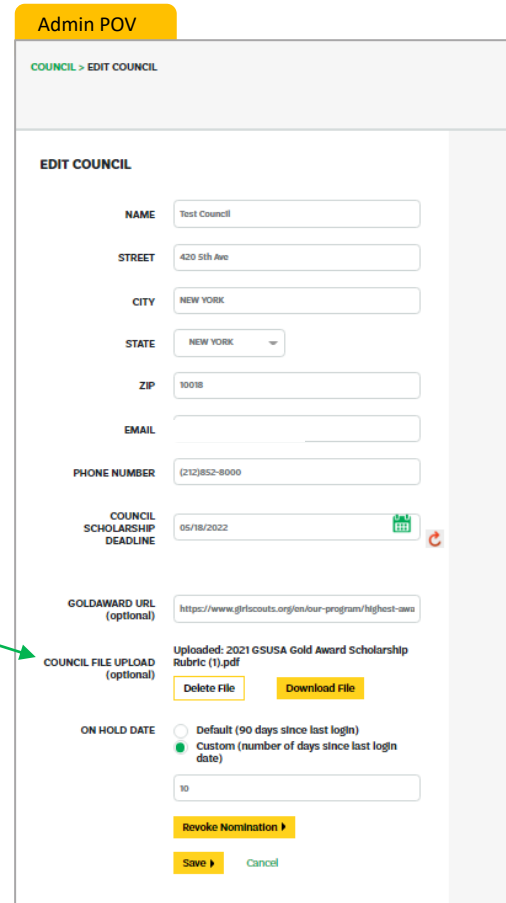 Admin POV
COUNCIL > EDIT COUNCIL
EDIT COUNCIL
NAME
Test Council
STREET
420 5th Ave
CITY
NEW YORK
STATE
NEW YORK
ZIP
10018
EMAIL
PHONE NUMBER
(212)852-8000
COUNCIL
SCHOLARSHIP
DEADLINE
05/18/2022
GOLDAWARD URL
(optional)
https://www.girlscouts.org/en/our-program/highest-awa
COUNCIL FILE UPLOAD
(optional)
Uploaded: 2021 GSUSA Gold Award Scholarship
Rubric (1).pdf
Delete File
Download File
ON HOLD DATE
Default (90 days since last login)
Custom (number of days since last login
date)
10
Revoke Nomination
Save
Cancel